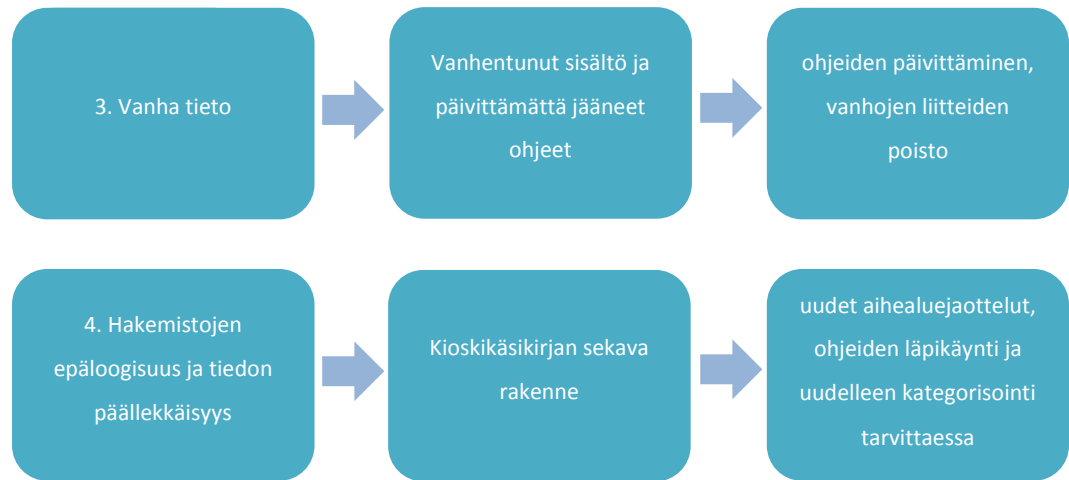 3. Vanha tieto
Vanhentunut sisältö ja
päivittämättä jääneet
ohjeet
ohjeiden päivittäminen,
vanhojen liitteiden
poisto
4. Hakemistojen
epäloogisuus ja tiedon
päällekkäisyys
Kioskikäsikirjan sekava
rakenne
uudet aihealuejaottelut,
ohjeiden läpikäynti ja
uudelleen kategorisointi
tarvittaessa